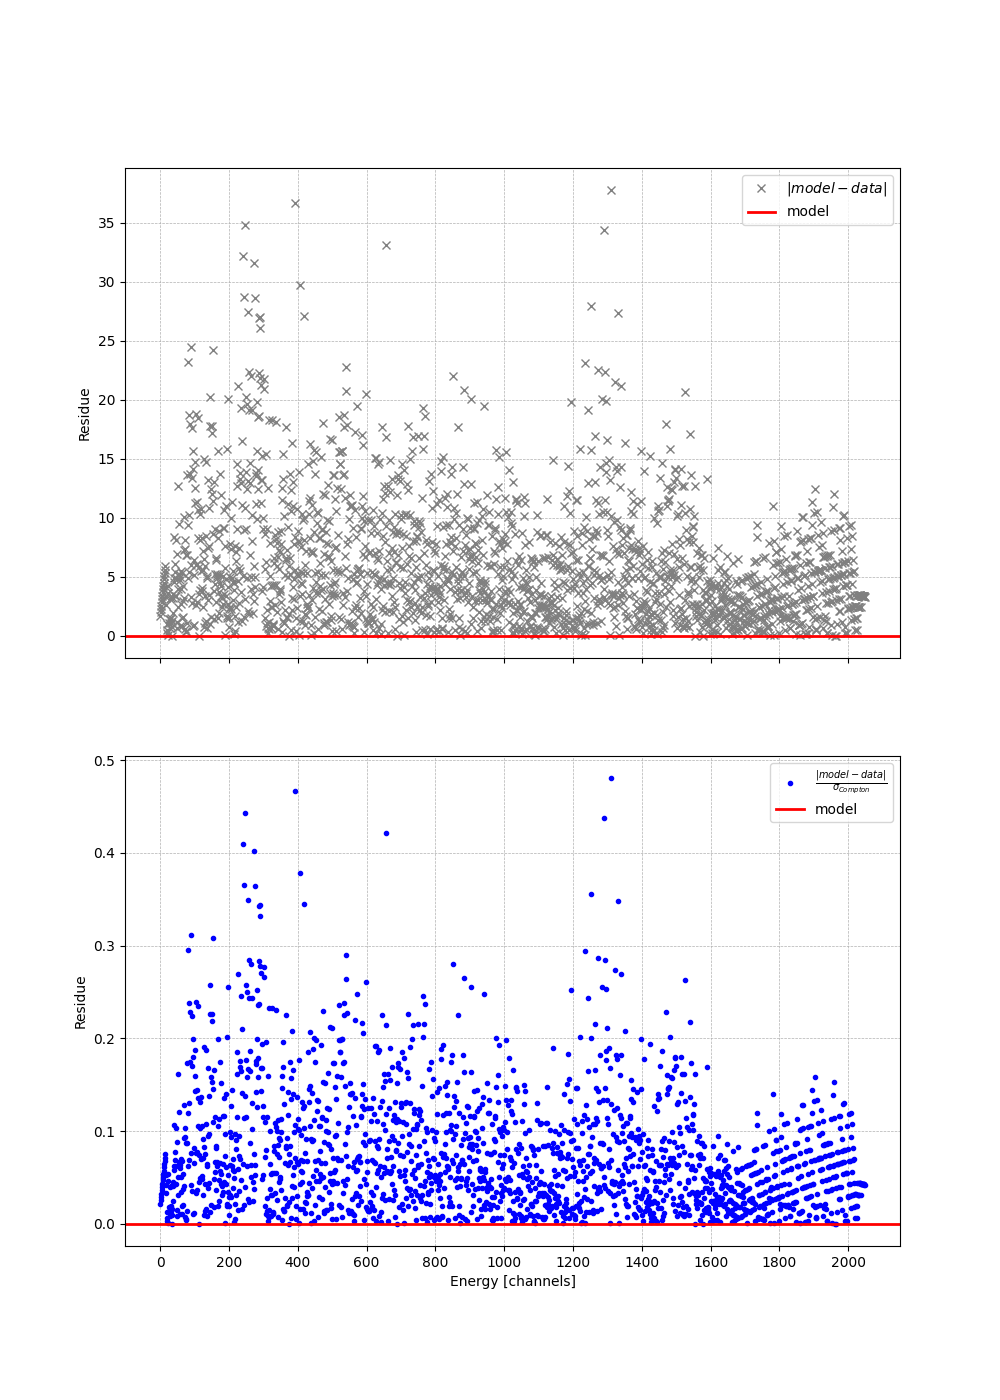 35
30
25
20
15
10
5
0
Residue
|model − data|
model
0.5
0.4
0.3
0.2
0.1
0.0
Residue
|model − data|
σCompton
model
0 200 400 600 800 1000 1200 1400 1600 1800 2000
Energy [channels]